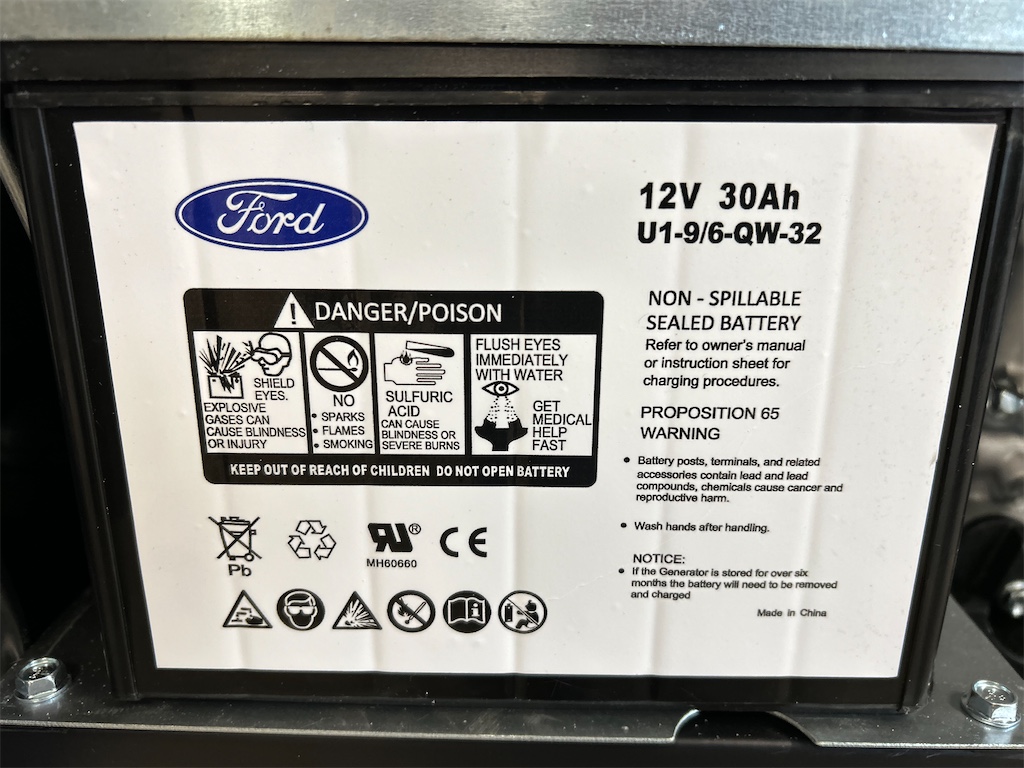 Ford
12V 30Ah
U1-9/6-QW-32
DANGER/POISON
SHIELD
EYES.
EXPLOSIVE
GASES CAN
CAUSE BLINDNESS
OR INJURY
NO
• SPARKS
• FLAMES
• SMOKING
SULFURIC
ACID
CAN CAUSE
BLINDNESS OR
SEVERE BURNS
FLUSH EYES
IMMEDIATELY
WITH WATER
GET
MEDICAL
HELP
FAST
KEEP OUT OF REACH OF CHILDREN DO NOT OPEN BATTERY
NON - SPILLABLE
SEALED BATTERY
Refer to owner's manual
or instruction sheet for
charging procedures.
PROPOSITION 65
WARNING
• Battery posts, terminals, and related
accessories contain lead and lead
compounds, chemicals cause cancer and
reproductive harm.
• Wash hands after handling.
NOTICE:
• If the Generator is stored for over six
months the battery will need to be removed
and charged
Made in China
Pb
RU®
MH60660
CE